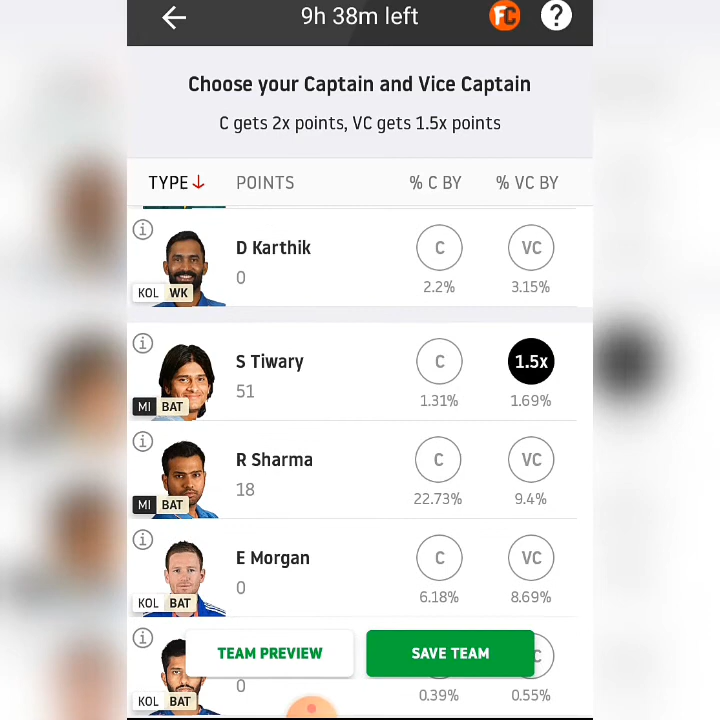 9h 38m left
FC
?
Choose your Captain and Vice Captain
C gets 2x points, VC gets 1.5x points
TYPE↓ POINTS % C BY % VC BY
i
D Karthik
0
C
VC
KOL WK
2.2% 3.15%
i
S Tiwary
51
C
1.5x
MI BAT
1.31% 1.69%
i
R Sharma
18
C
VC
MI BAT
22.73% 9.4%
i
E Morgan
0
C
VC
KOL BAT
6.18% 8.69%
i
TEAM PREVIEW
SAVE TEAM
C
0
KOL BAT
0.39% 0.55%